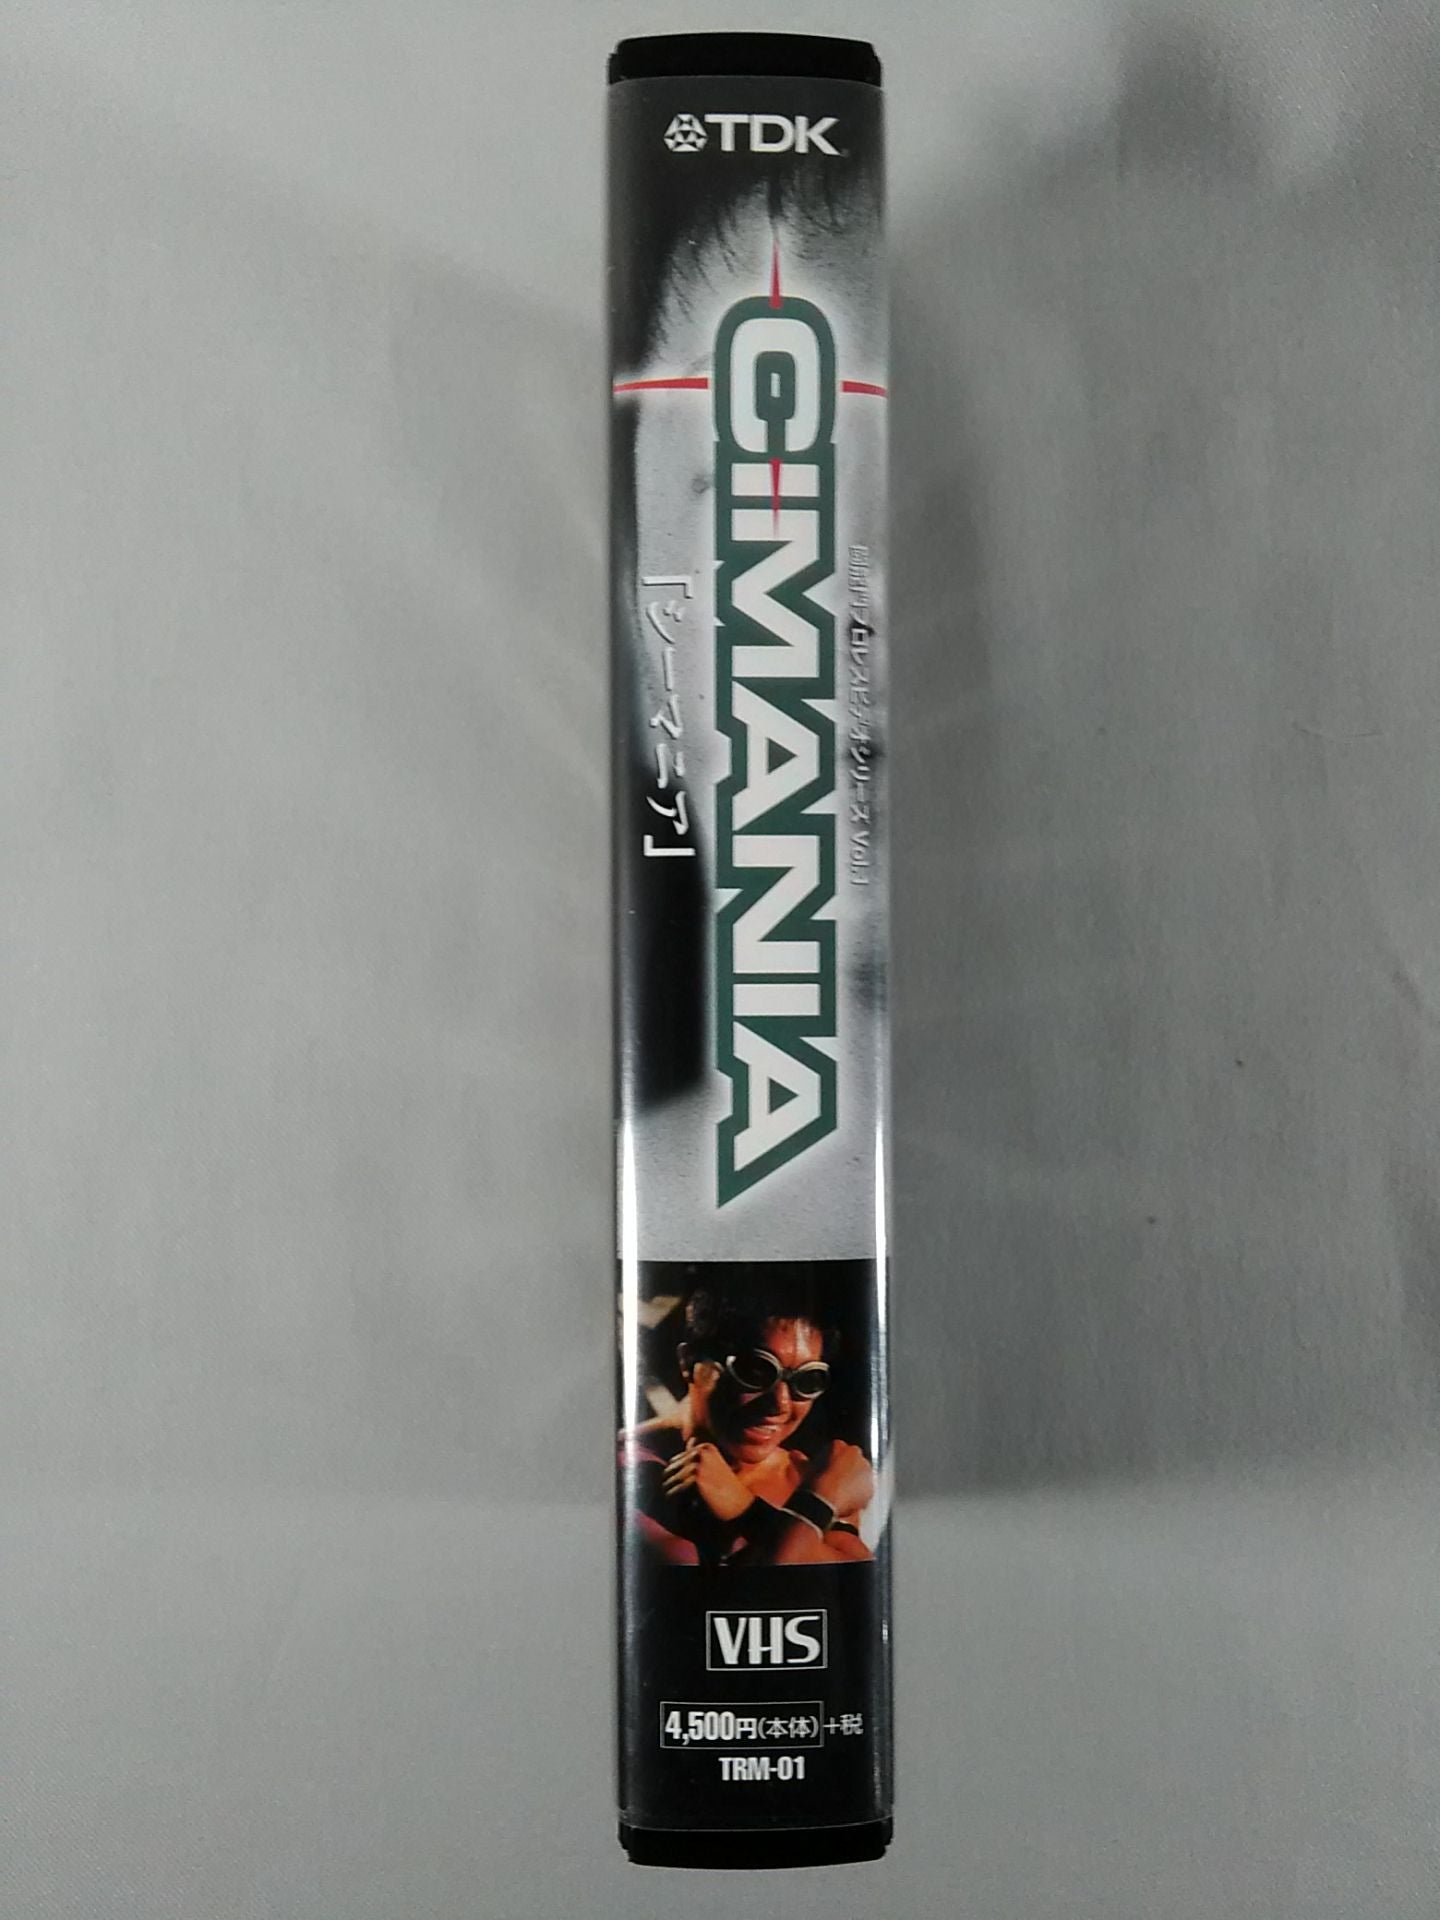 TDK
CIMANIA
闘龍門プロレスビデオシリーズ Vol.1
「シーマニア」
VHS
4,500円(本体)+税
TRM-01